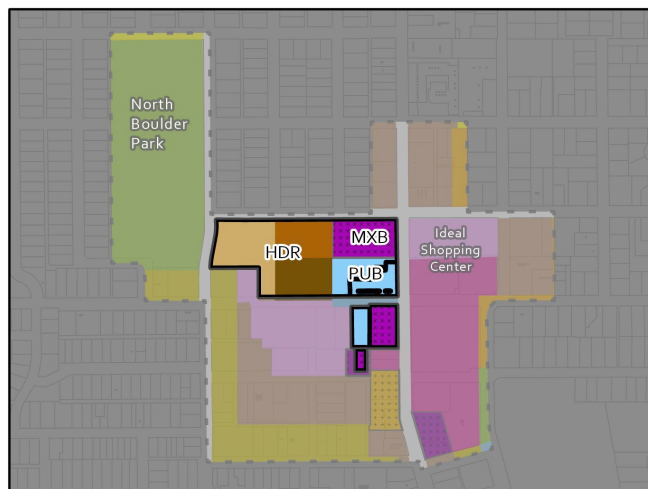 North
Boulder
Park
MXB
Ideal
Shopping
Center
HDR
PUB